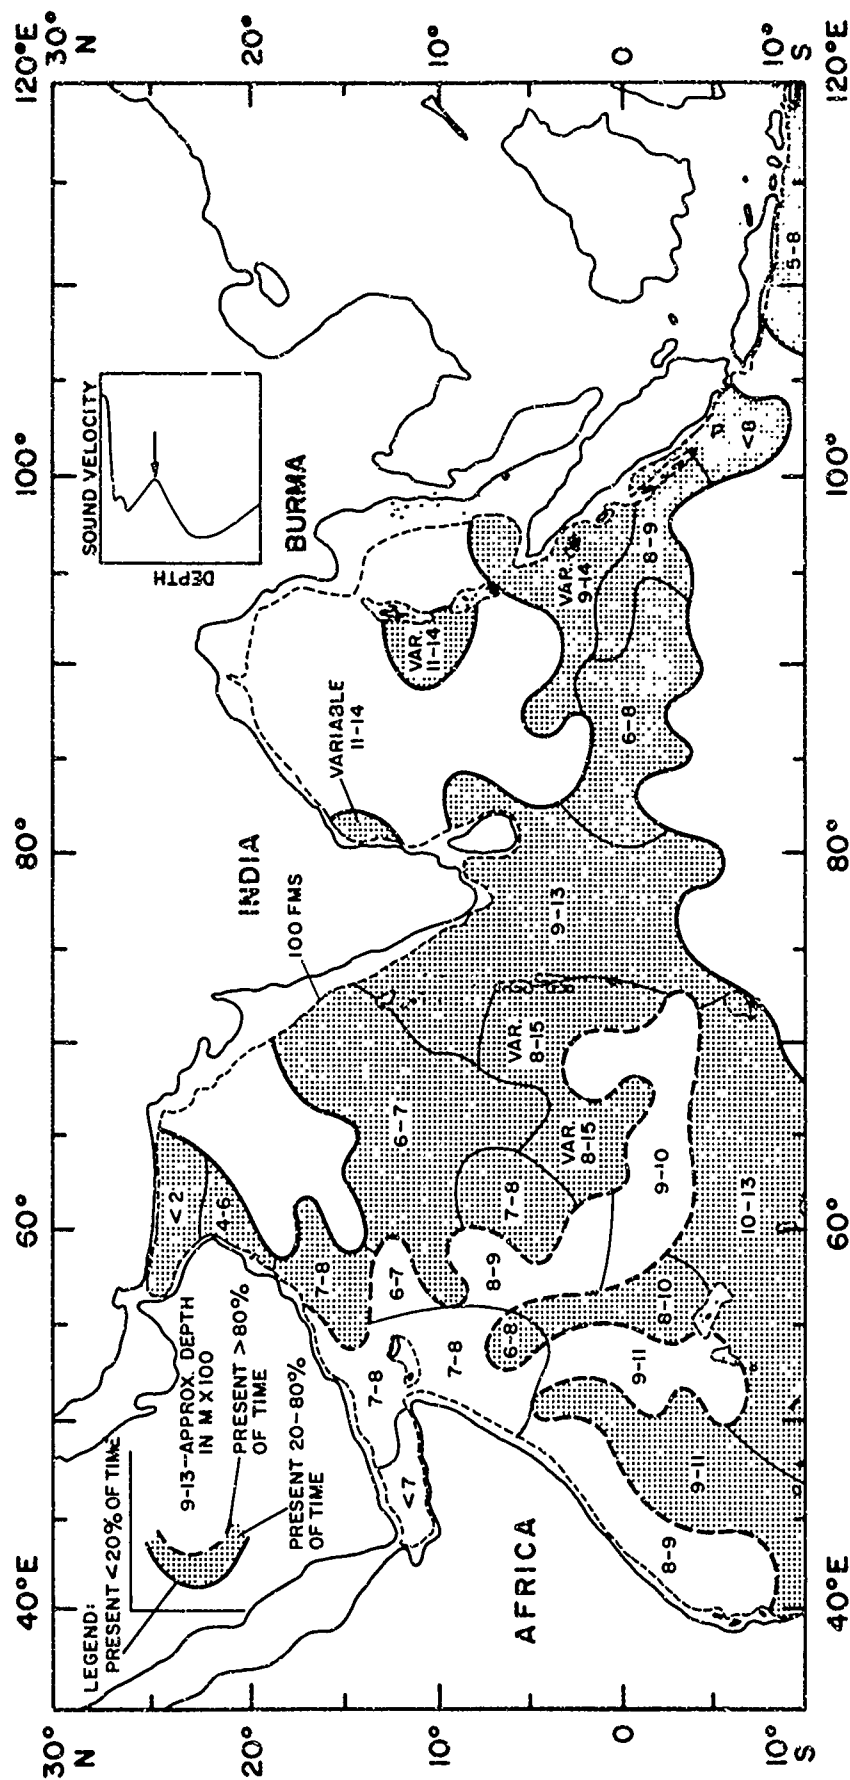 40°E
60°
80°
100°
120°E
30°
N
30°
N
LEGEND:
PRESENT <20% OF TIME
9-13—APPROX. DEPTH
IN M X 100
PRESENT >80%
OF TIME
PRESENT 20-80%
OF TIME
SOUND VELOCITY
DEPTH
<2
4-6
INDIA
BURMA
100 FMS
VARIABLE
11-14
VAR.
11-14
20°
20°
7-8
7-8
6-7
6-7
<7
10°
10°
7-8
8-9
7-8
6-8
VAR.
8-15
VAR.
8-15
9-13
VAR.
9-14
AFRICA
0
0
8-9
9-11
9-11
8-10
9-10
6-8
8-9
<8
10-13
5-8
10°
S
10°
S
40°E
60°
80°
100°
120°E